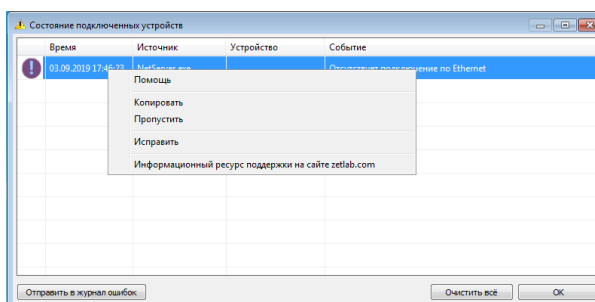 Состояние подключенных устройств
Время Источник Устройство Событие
03.09.2019 17:46:23 NetServer.exe Отсутствует подключение по Ethernet
Помощь
Копировать
Пропустить
Исправить
Информационный ресурс поддержки на сайте zetlab.com
Отправить в журнал ошибок Очистить всё OK